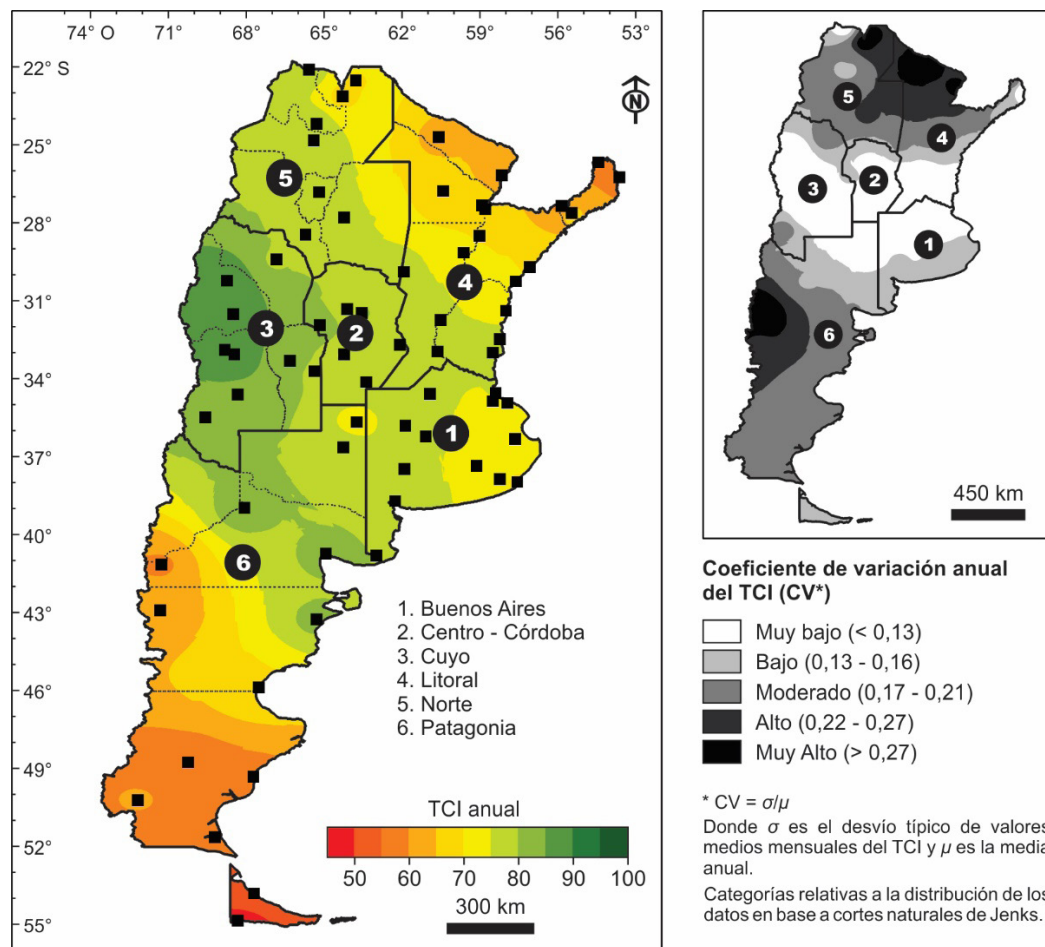 74° O 71° 68° 65° 62° 59° 56° 53°
22° S
25°
28°
31°
34°
37°
40°
43°
46°
49°
52°
55°
N
5
3
2
4
1
6
1. Buenos Aires
2. Centro - Córdoba
3. Cuyo
4. Litoral
5. Norte
6. Patagonia
TCI anual
50 60 70 80 90 100
300 km
5
4
3
2
1
6
450 km
Coeficiente de variación anual
del TCI (CV*)
Muy bajo (< 0,13)
Bajo (0,13 - 0,16)
Moderado (0,17 - 0,21)
Alto (0,22 - 0,27)
Muy Alto (> 0,27)
* CV = σ/μ
Donde σ es el desvío típico de valores
medios mensuales del TCI y μ es la media
anual.
Categorías relativas a la distribución de los
datos en base a cortes naturales de Jenks.